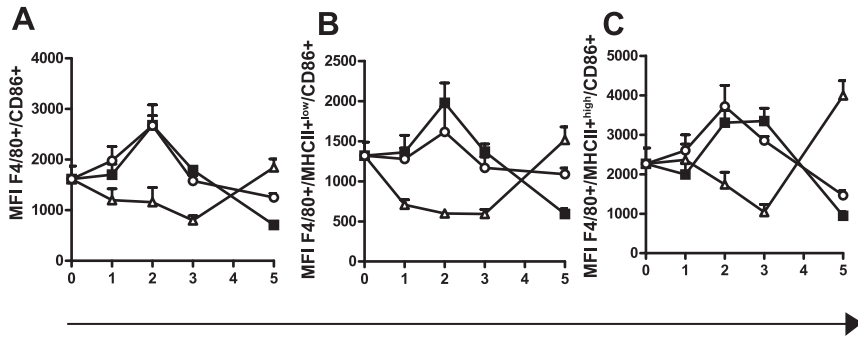 A
MFI F4/80+/CD86+
4000
3000
2000
1000
0
0 1 2 3 4 5
B
MFI F4/80+/MHCII+low/CD86+
2500
2000
1500
1000
500
0
0 1 2 3 4 5
C
MFI F4/80+/MHCII+high/CD86+
5000
4000
3000
2000
1000
0
0 1 2 3 4 5